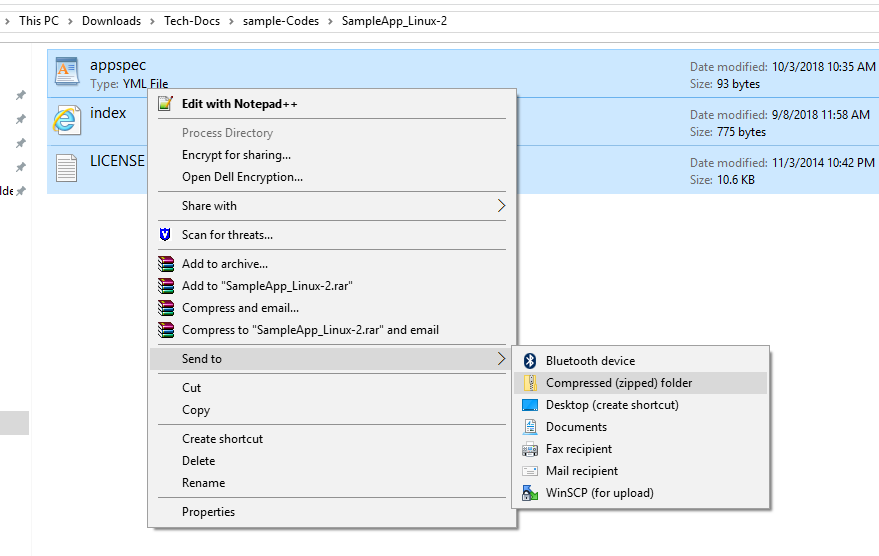 This PC > Downloads > Tech-Docs > sample-Codes > SampleApp_Linux-2
appspec
Type: YML File
Date modified: 10/3/2018 10:35 AM
Size: 93 bytes
index
Date modified: 9/8/2018 11:58 AM
Size: 775 bytes
LICENSE
Date modified: 11/3/2014 10:42 PM
Size: 10.6 KB
lde
Edit with Notepad++
Process Directory
Encrypt for sharing...
Open Dell Encryption...
Share with
Scan for threats...
Add to archive...
Add to "SampleApp_Linux-2.rar"
Compress and email...
Compress to "SampleApp_Linux-2.rar" and email
Send to
Cut
Copy
Create shortcut
Delete
Rename
Properties
Bluetooth device
Compressed (zipped) folder
Desktop (create shortcut)
Documents
Fax recipient
Mail recipient
WinSCP (for upload)